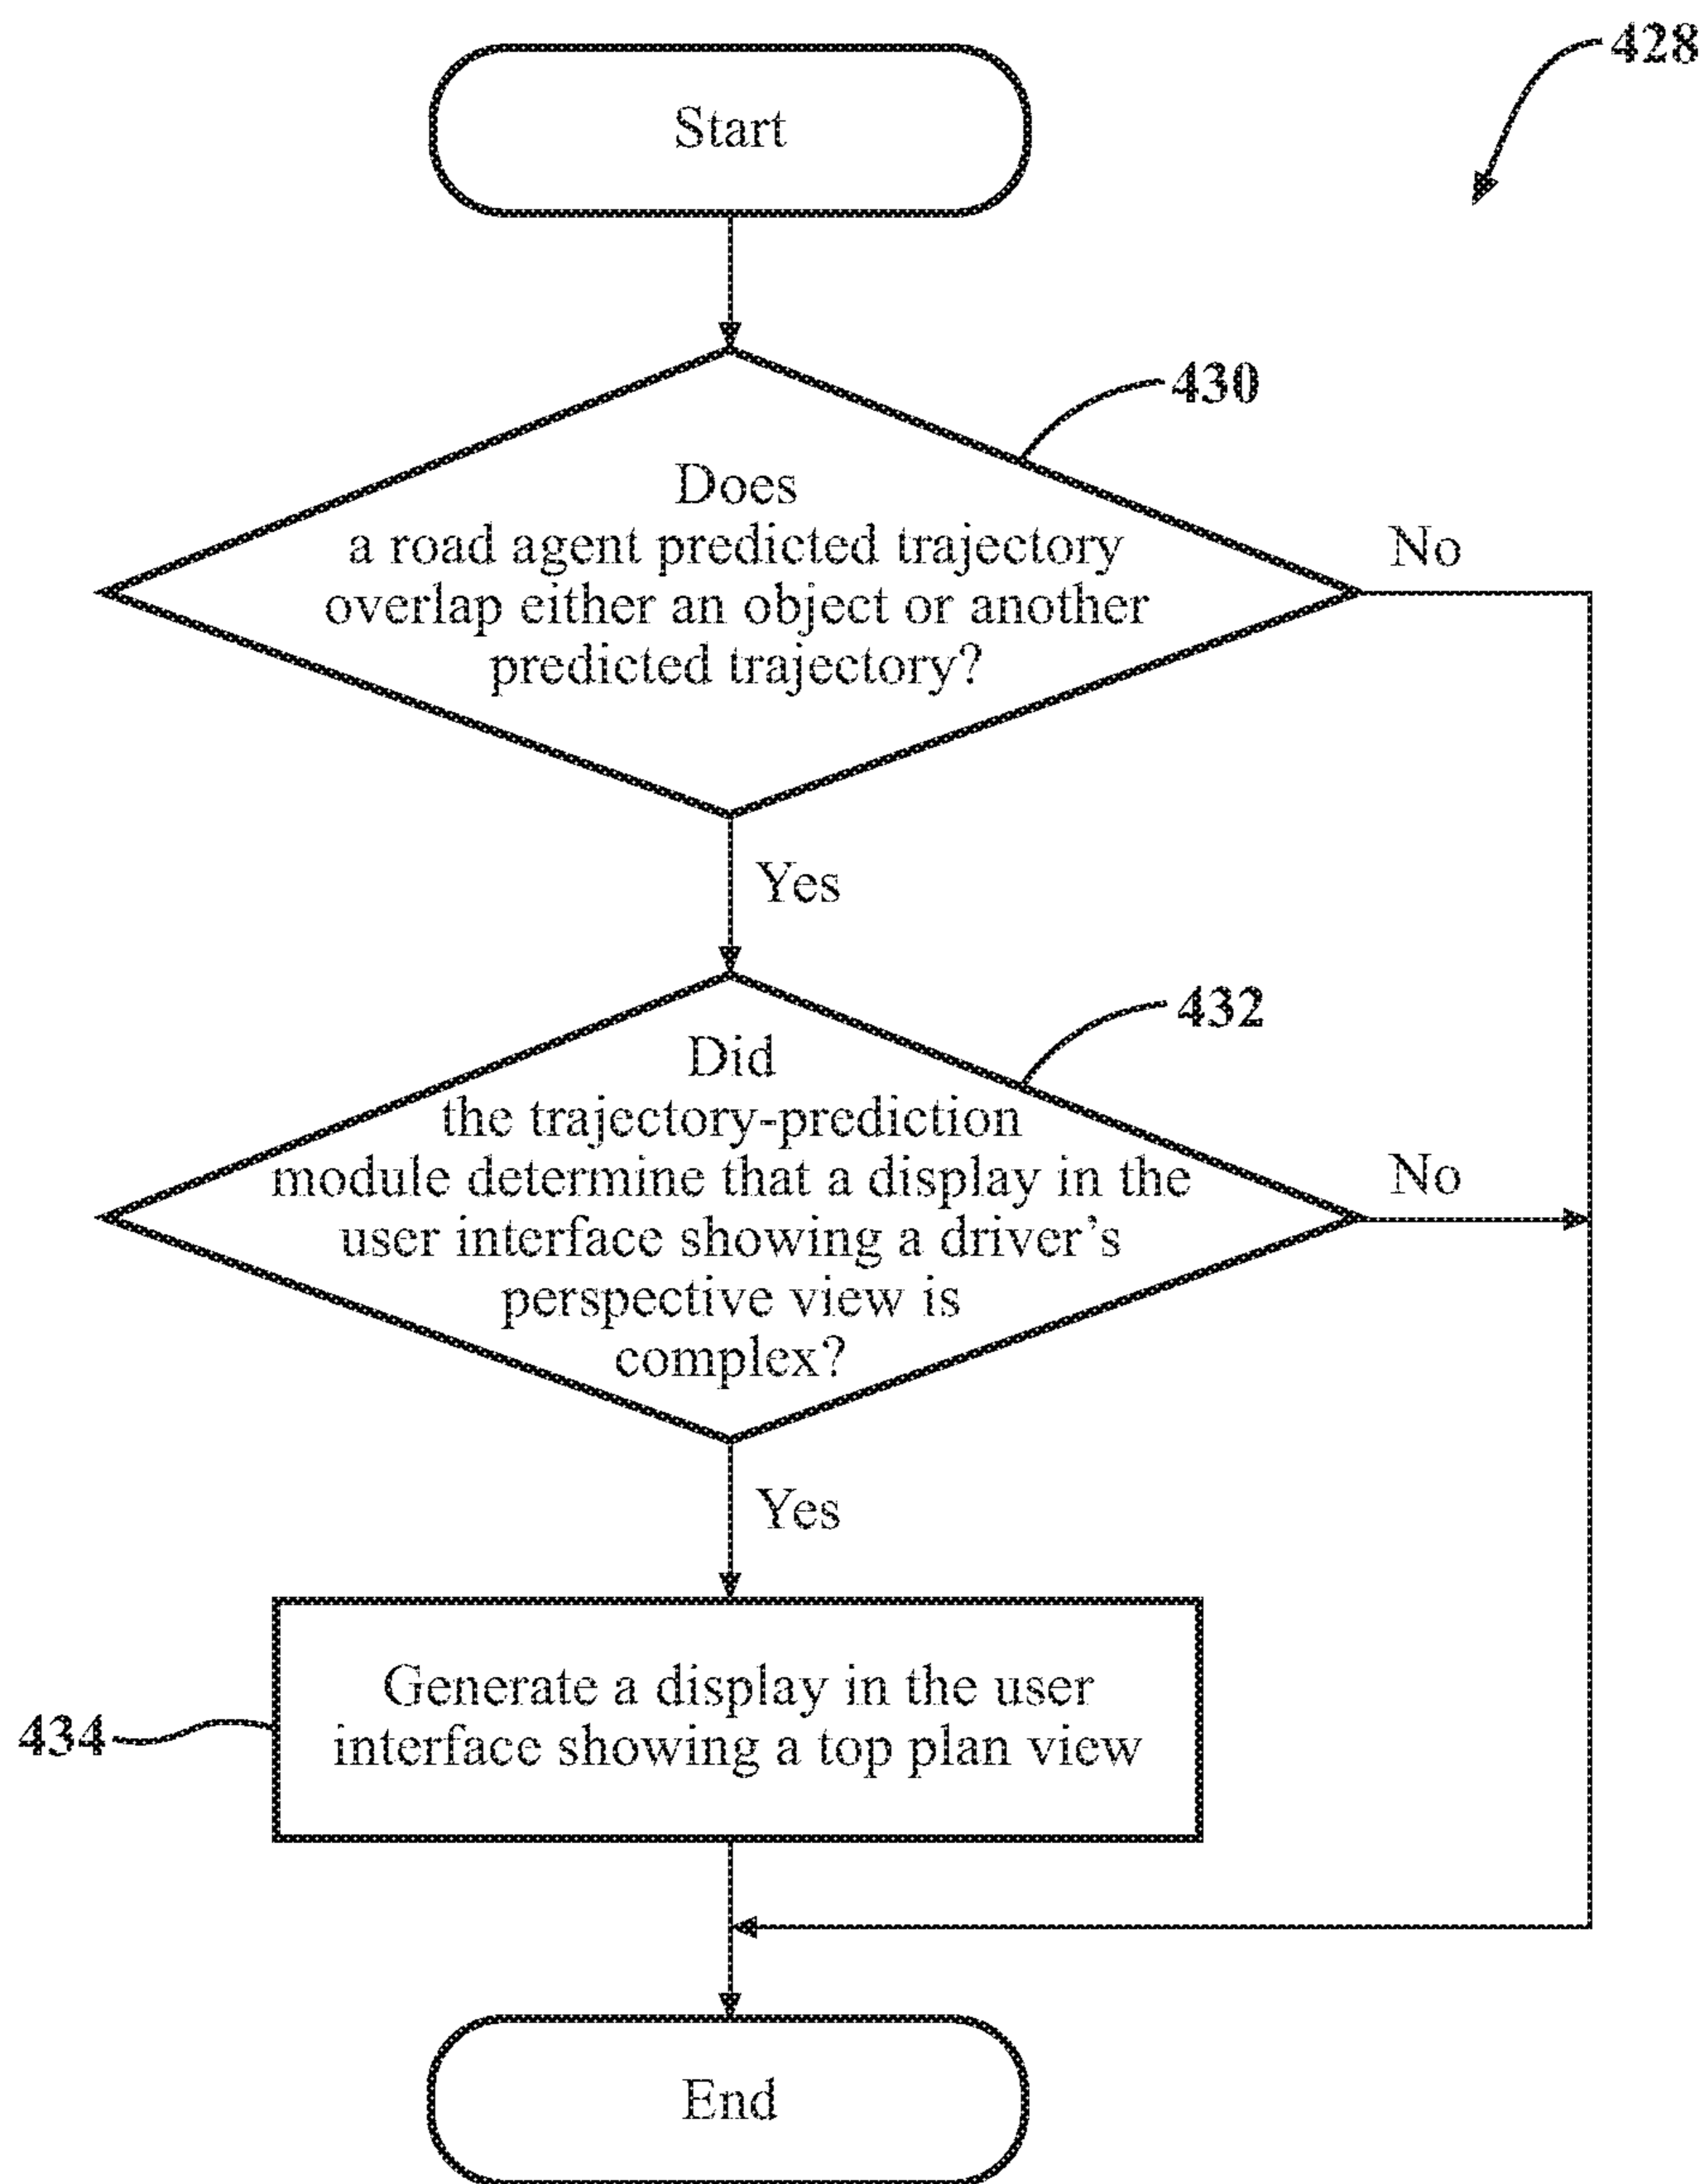 428
Start
430
Does
a road agent predicted trajectory
overlap either an object or another
predicted trajectory?
No
Yes
432
Did
the trajectory-prediction
module determine that a display in the
user interface showing a driver's
perspective view is
complex?
No
Yes
Generate a display in the user
interface showing a top plan view
434
End